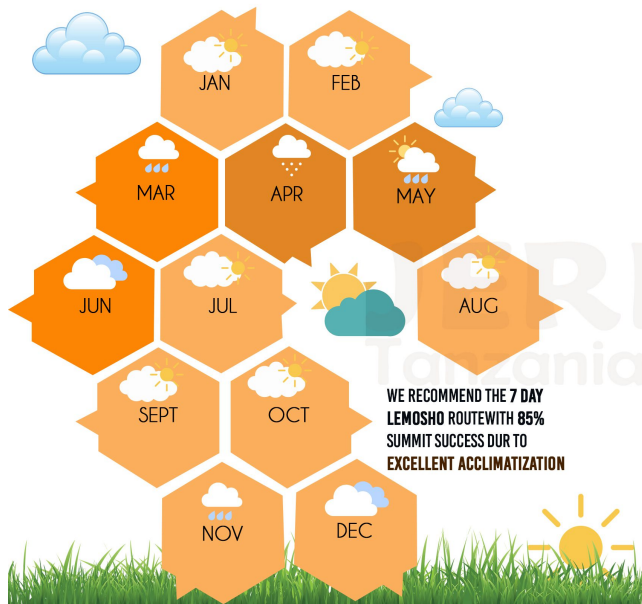 JAN
FEB
MAR
APR
MAY
JUN
JUL
AUG
SEPT
OCT
WE RECOMMEND THE 7 DAY
LEMOSHO ROUTEWITH 85%
SUMMIT SUCCESS DUR TO
EXCELLENT ACCLIMATIZATION
NOV
DEC
Tanzania